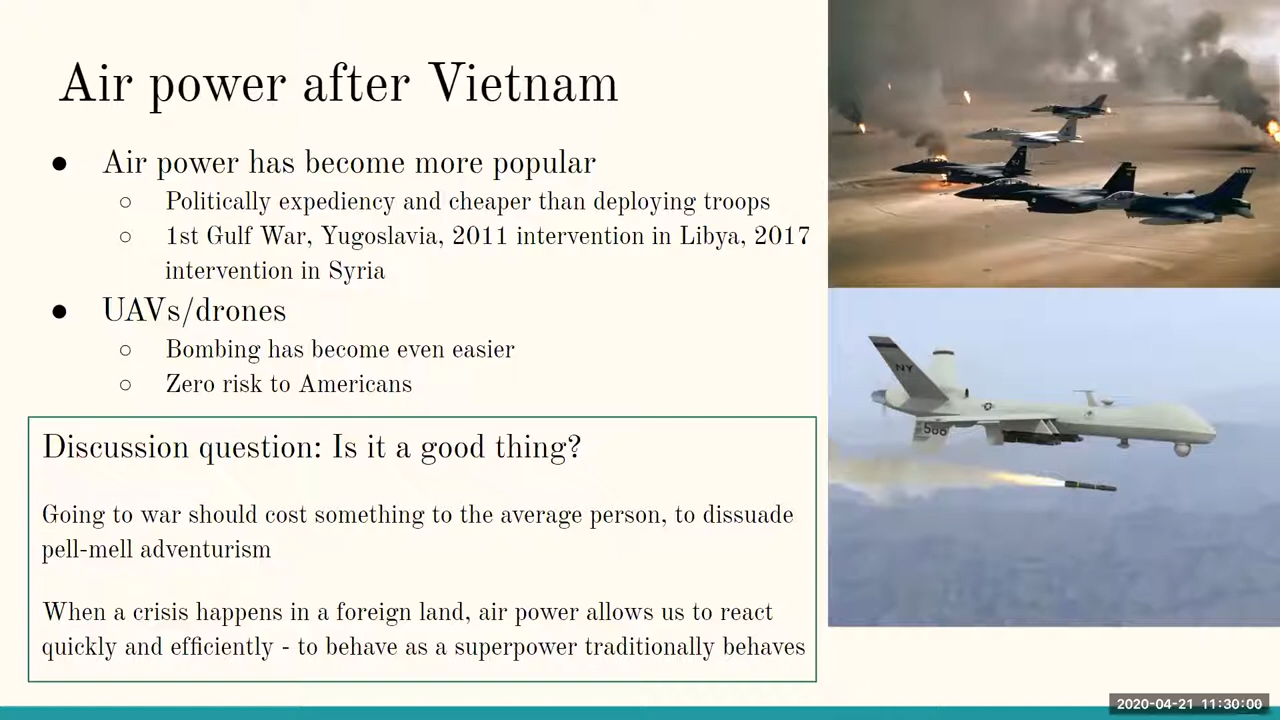 Air power after Vietnam
● Air power has become more popular
○ Politically expediency and cheaper than deploying troops
○ 1st Gulf War, Yugoslavia, 2011 intervention in Libya, 2017
intervention in Syria
● UAVs/drones
○ Bombing has become even easier
○ Zero risk to Americans
Discussion question: Is it a good thing?
Going to war should cost something to the average person, to dissuade
pell-mell adventurism
When a crisis happens in a foreign land, air power allows us to react
quickly and efficiently - to behave as a superpower traditionally behaves
NY
2020-04-21 11:30:00